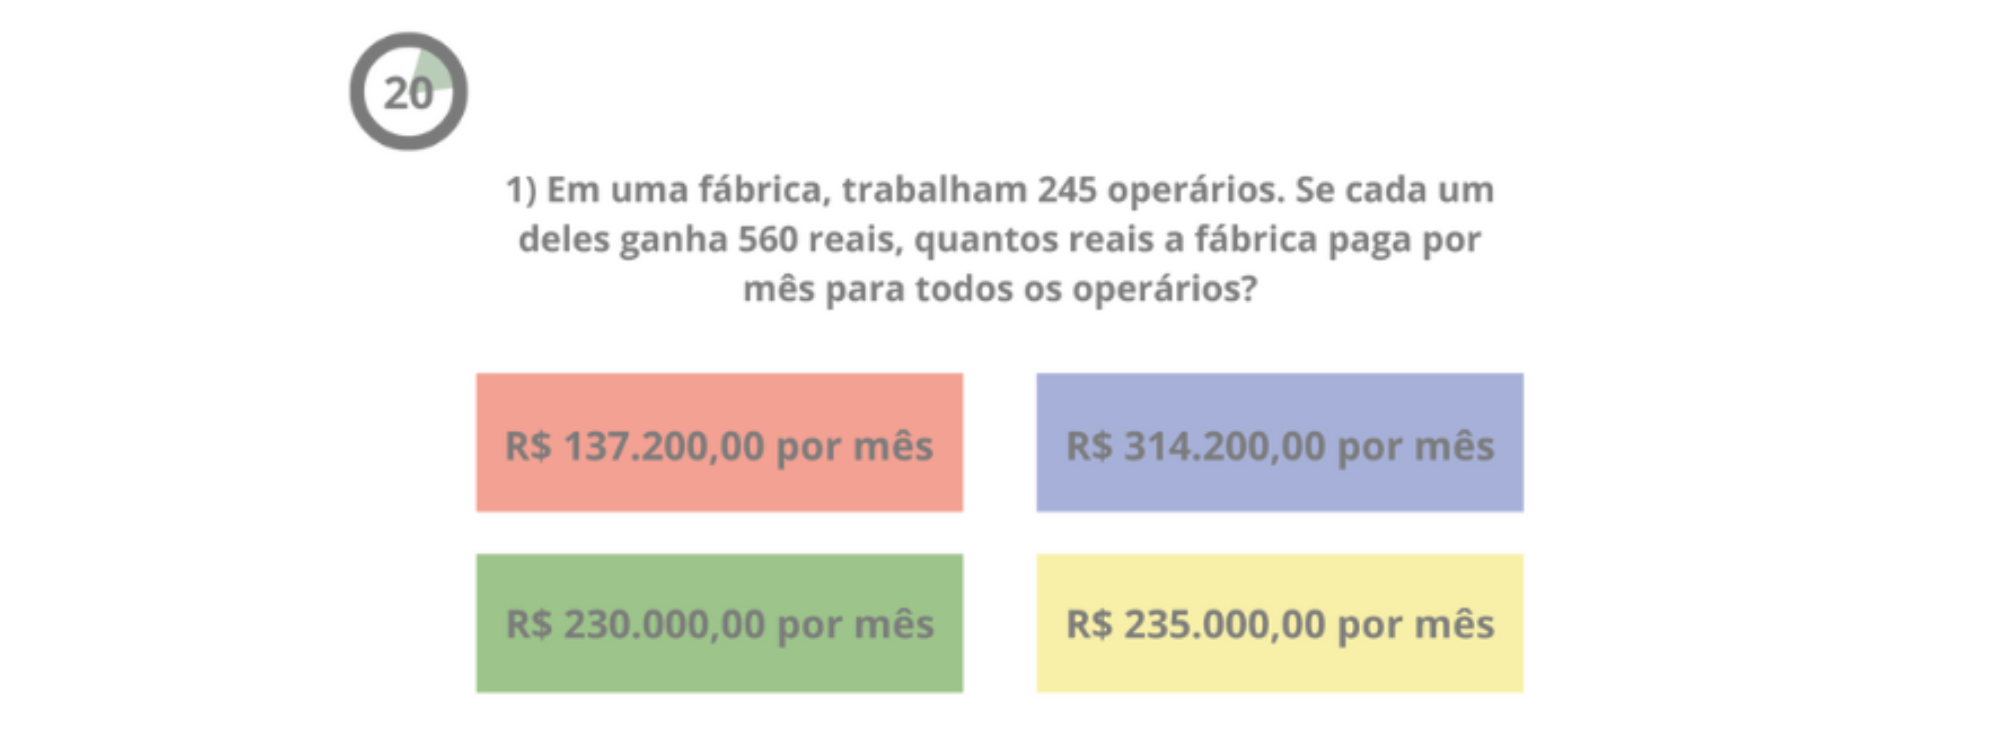 20
1) Em uma fábrica, trabalham 245 operários. Se cada um
deles ganha 560 reais, quantos reais a fábrica paga por
mês para todos os operários?
R$ 137.200,00 por mês
R$ 314.200,00 por mês
R$ 230.000,00 por mês
R$ 235.000,00 por mês